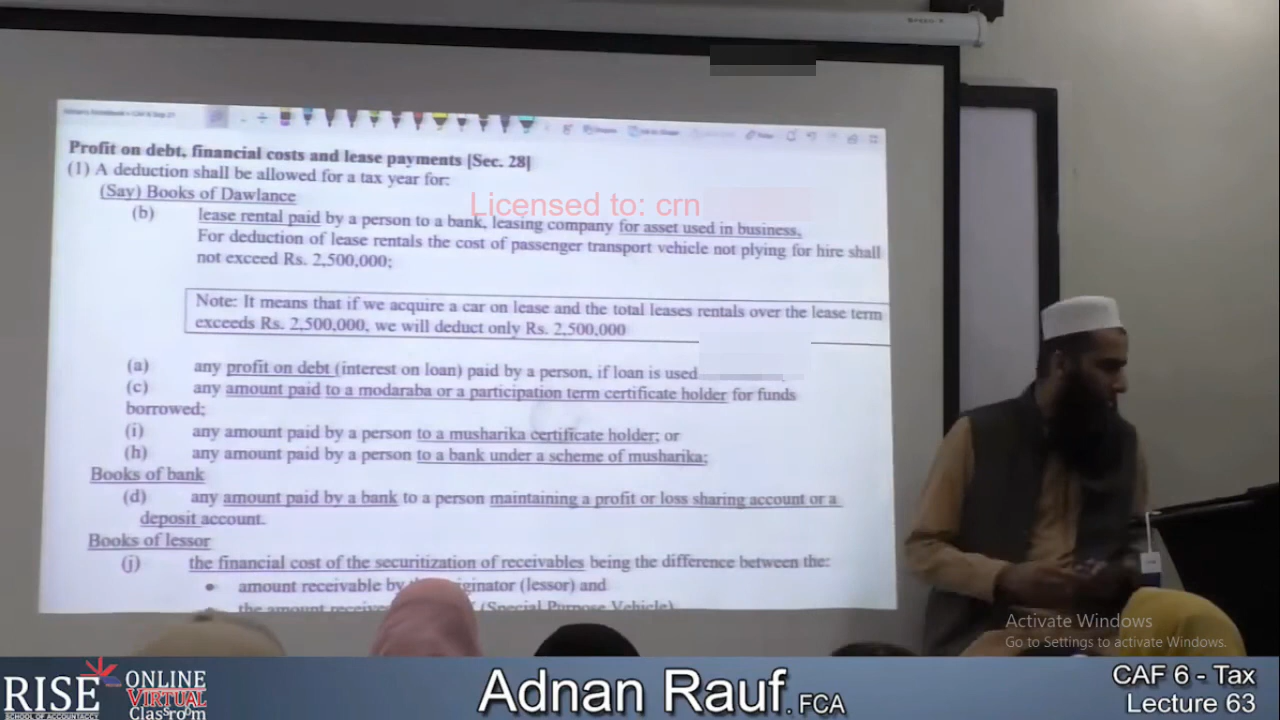 Profit on debt, financial costs and lease payments [Sec. 28]
(1) A deduction shall be allowed for a tax year for:
(Say) Books of Dawlance
Licensed to: crn
(b) lease rental paid by a person to a bank, leasing company for asset used in business.
For deduction of lease rentals the cost of passenger transport vehicle not plying for hire shall
not exceed Rs. 2,500,000;
Note: It means that if we acquire a car on lease and the total leases rentals over the lease term
exceeds Rs. 2,500,000, we will deduct only Rs. 2,500,000
(a) any profit on debt (interest on loan) paid by a person, if loan is used
(c) any amount paid to a modaraba or a participation term certificate holder for funds
borrowed;
(i) any amount paid by a person to a musharika certificate holder; or
(h) any amount paid by a person to a bank under a scheme of musharika;
Books of bank
(d) any amount paid by a bank to a person maintaining a profit or loss sharing account or a
deposit account.
Books of lessor
(j) the financial cost of the securitization of receivables being the difference between the:
• amount receivable by iginator (lessor) and
the amount (Special Purpose Vehicle)
Activate Windows
Go to Settings to activate Windows.
RISE
SCHOOL OF ACCOUNTANCY
ONLINE
VIRTUAL
Classroom
Adnan Rauf. FCA
CAF 6 - Tax
Lecture 63